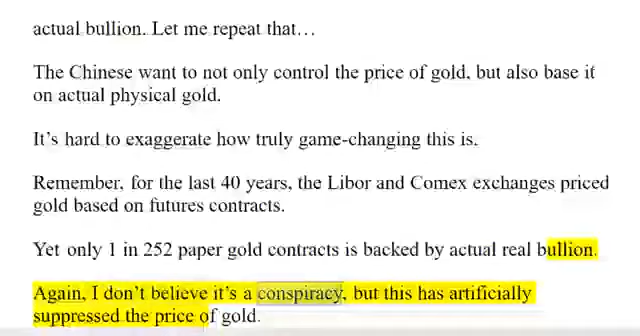 actual bullion. Let me repeat that…
The Chinese want to not only control the price of gold, but also base it
on actual physical gold.
It's hard to exaggerate how truly game-changing this is.
Remember, for the last 40 years, the Libor and Comex exchanges priced
gold based on futures contracts.
Yet only 1 in 252 paper gold contracts is backed by actual real bullion.
Again, I don't believe it's a conspiracy, but this has artificially
suppressed the price of gold.